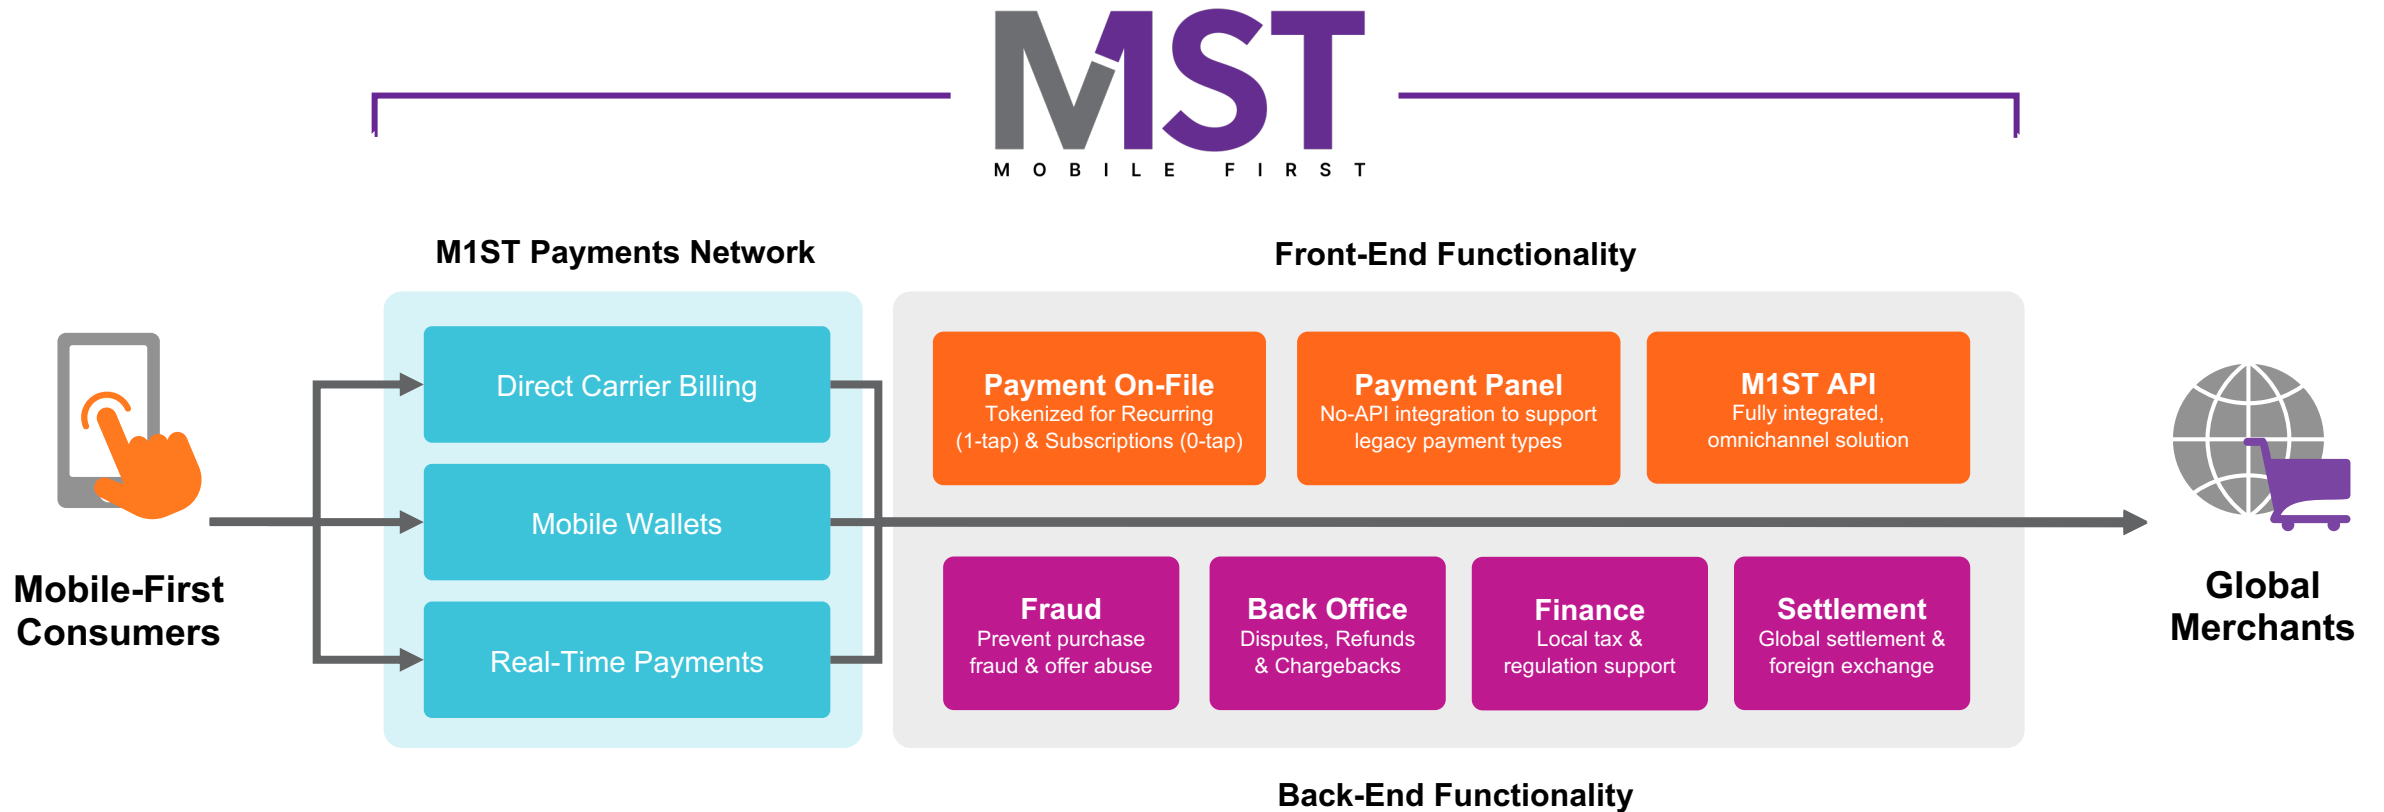 M1ST
MOBILE FIRST
M1ST Payments Network
Front-End Functionality
Direct Carrier Billing
Mobile Wallets
Real-Time Payments
Payment On-File
Tokenized for Recurring
(1-tap) & Subscriptions (0-tap)
Payment Panel
No-API integration to support
legacy payment types
M1ST API
Fully integrated,
omnichannel solution
Mobile-First
Consumers
Fraud
Prevent purchase
fraud & offer abuse
Back Office
Disputes, Refunds
& Chargebacks
Finance
Local tax &
regulation support
Settlement
Global settlement &
foreign exchange
Global
Merchants
Back-End Functionality